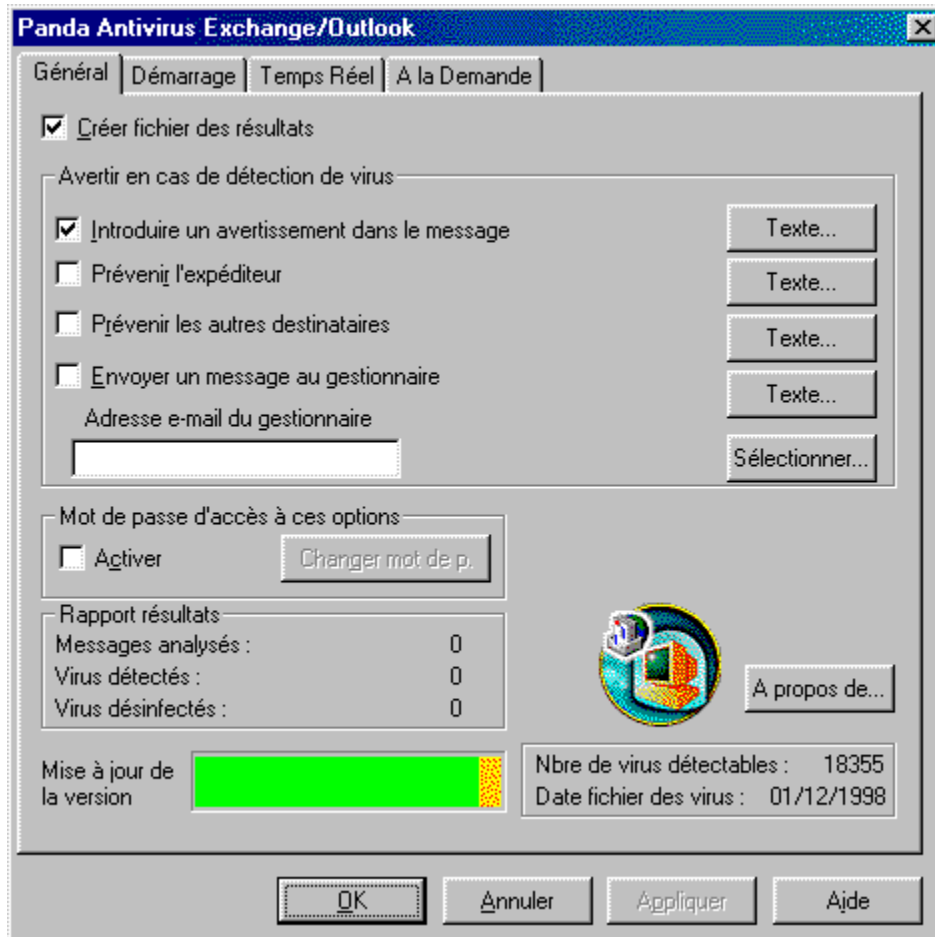 Panda Antivirus Exchange/Outlook
Général Démarrage Temps Réel A la Demande
Créer fichier des résultats
Avertir en cas de détection de virus
Introduire un avertissement dans le message Texte...
Prévenir l'expéditeur Texte...
Prévenir les autres destinataires Texte...
Envoyer un message au gestionnaire Texte...
Adresse e-mail du gestionnaire
Sélectionner...
Mot de passe d'accès à ces options
Activer Changer mot de p.
Rapport résultats
Messages analysés : 0
Virus détectés : 0
Virus désinfectés : 0
A propos de...
Mise à jour de
la version
Nbre de virus détectables : 18355
Date fichier des virus : 01/12/1998
OK Annuler Appliquer Aide